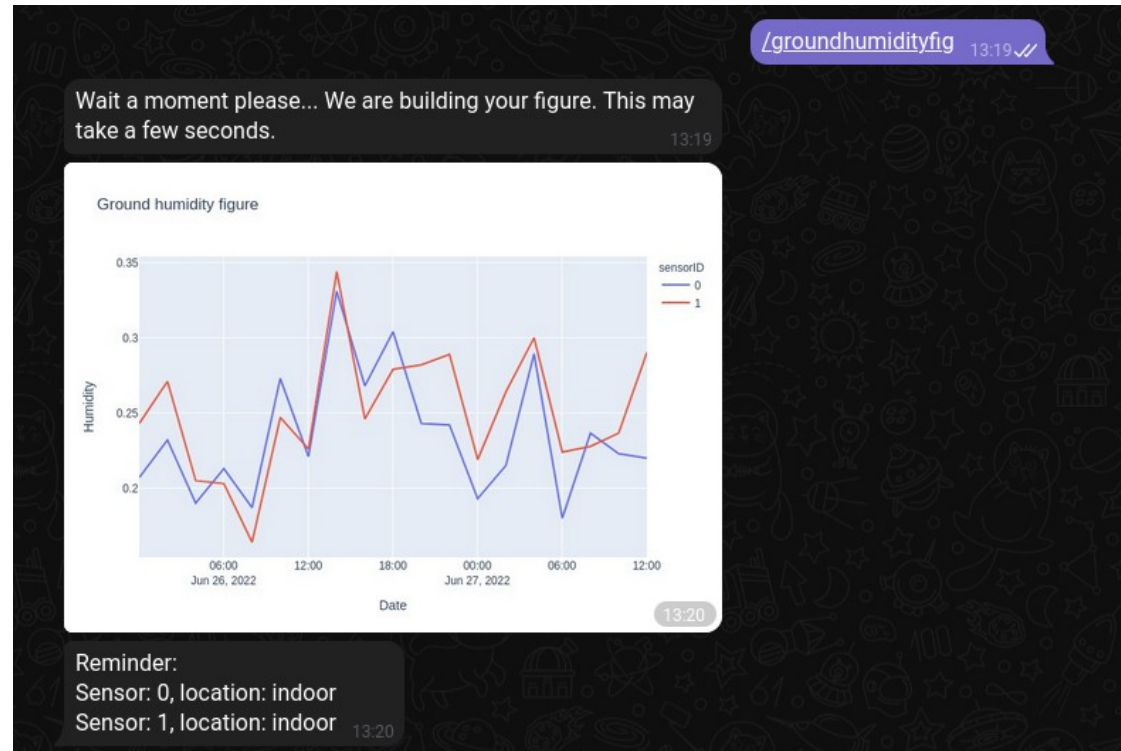 /groundhumidityfig 13:19
Wait a moment please... We are building your figure. This may
take a few seconds.
13:19
Ground humidity figure
0.35
0.3
0.25
0.2
Humidity
sensorID
0
1
06:00 12:00 18:00 00:00 06:00 12:00
Jun 26, 2022 Jun 27, 2022
Date
13:20
Reminder:
Sensor: 0, location: indoor
Sensor: 1, location: indoor 13:20